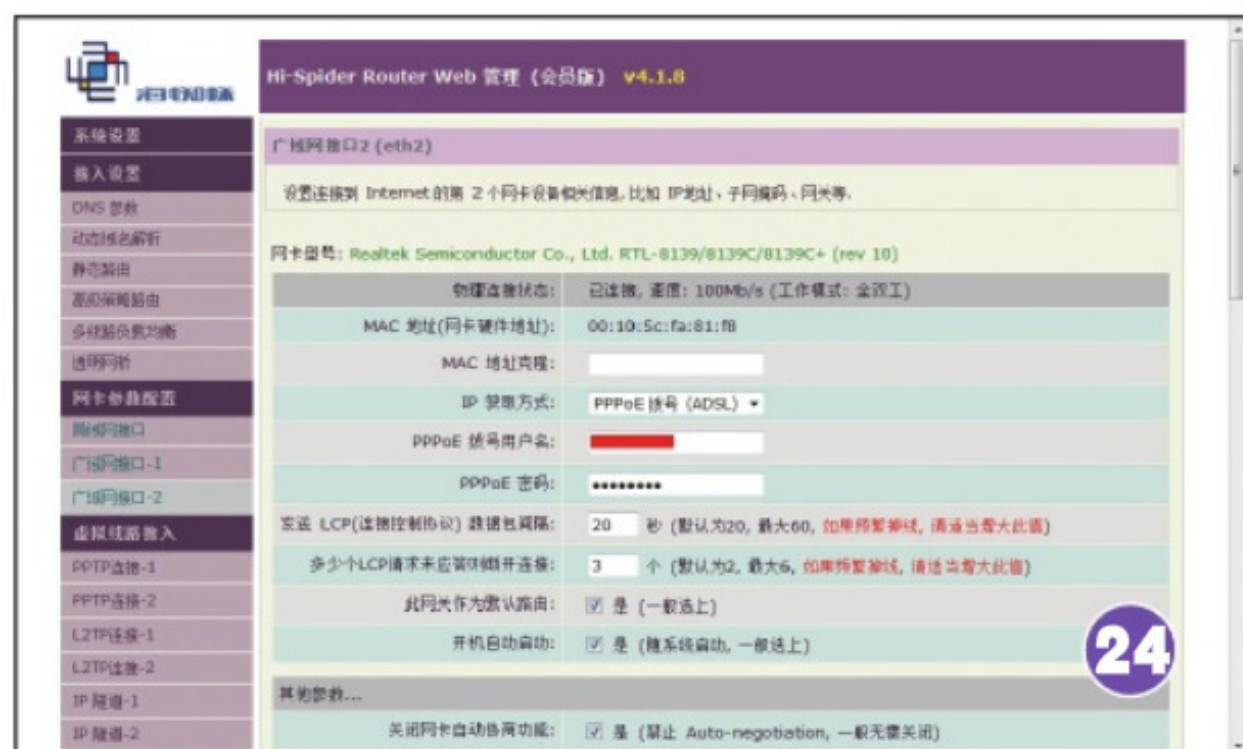 海蜘蛛
Hi-Spider Router Web 管理 (会员版) v4.1.8
系统设置
接入设置
DNS 参数
动态域名解析
静态路由
高级策略路由
多线路负载均衡
透明网桥
网卡参数配置
局域网接口
广域网接口-1
广域网接口-2
虚拟线路接入
PPTP连接-1
PPTP连接-2
L2TP连接-1
L2TP连接-2
IP 隧道-1
IP 隧道-2
广域网接口2 (eth2)
设置连接到 Internet的第 2个网卡设备相关信息, 比如 IP地址、子网掩码、网关等.
网卡型号: Realtek Semiconductor Co., Ltd. RTL-8139/8139C/8139C+ (rev 10)
物理连接状态: 已连接, 速度: 100Mb/s (工作模式: 全双工)
MAC 地址(网卡硬件地址): 00:10:5c:fa:81:f8
MAC 地址克隆:
IP 获取方式: PPPoE 拨号 (ADSL)
PPPoE 拨号用户名:
PPPoE 密码: ●●●●●●●●
发送 LCP(连接控制协议) 数据包间隔: 20 秒 (默认为20, 最大60, 如果频繁掉线, 请适当增大此值)
多少个LCP请求未应答则断开连接: 3 个 (默认为2, 最大6, 如果频繁掉线, 请适当增大此值)
此网关作为默认路由: 是 (一般选上)
开机自动启动: 是 (随系统启动, 一般选上)
其他参数...
关闭网卡自动协商功能: 是 (禁止 Auto-negotiation, 一般无需关闭)
24